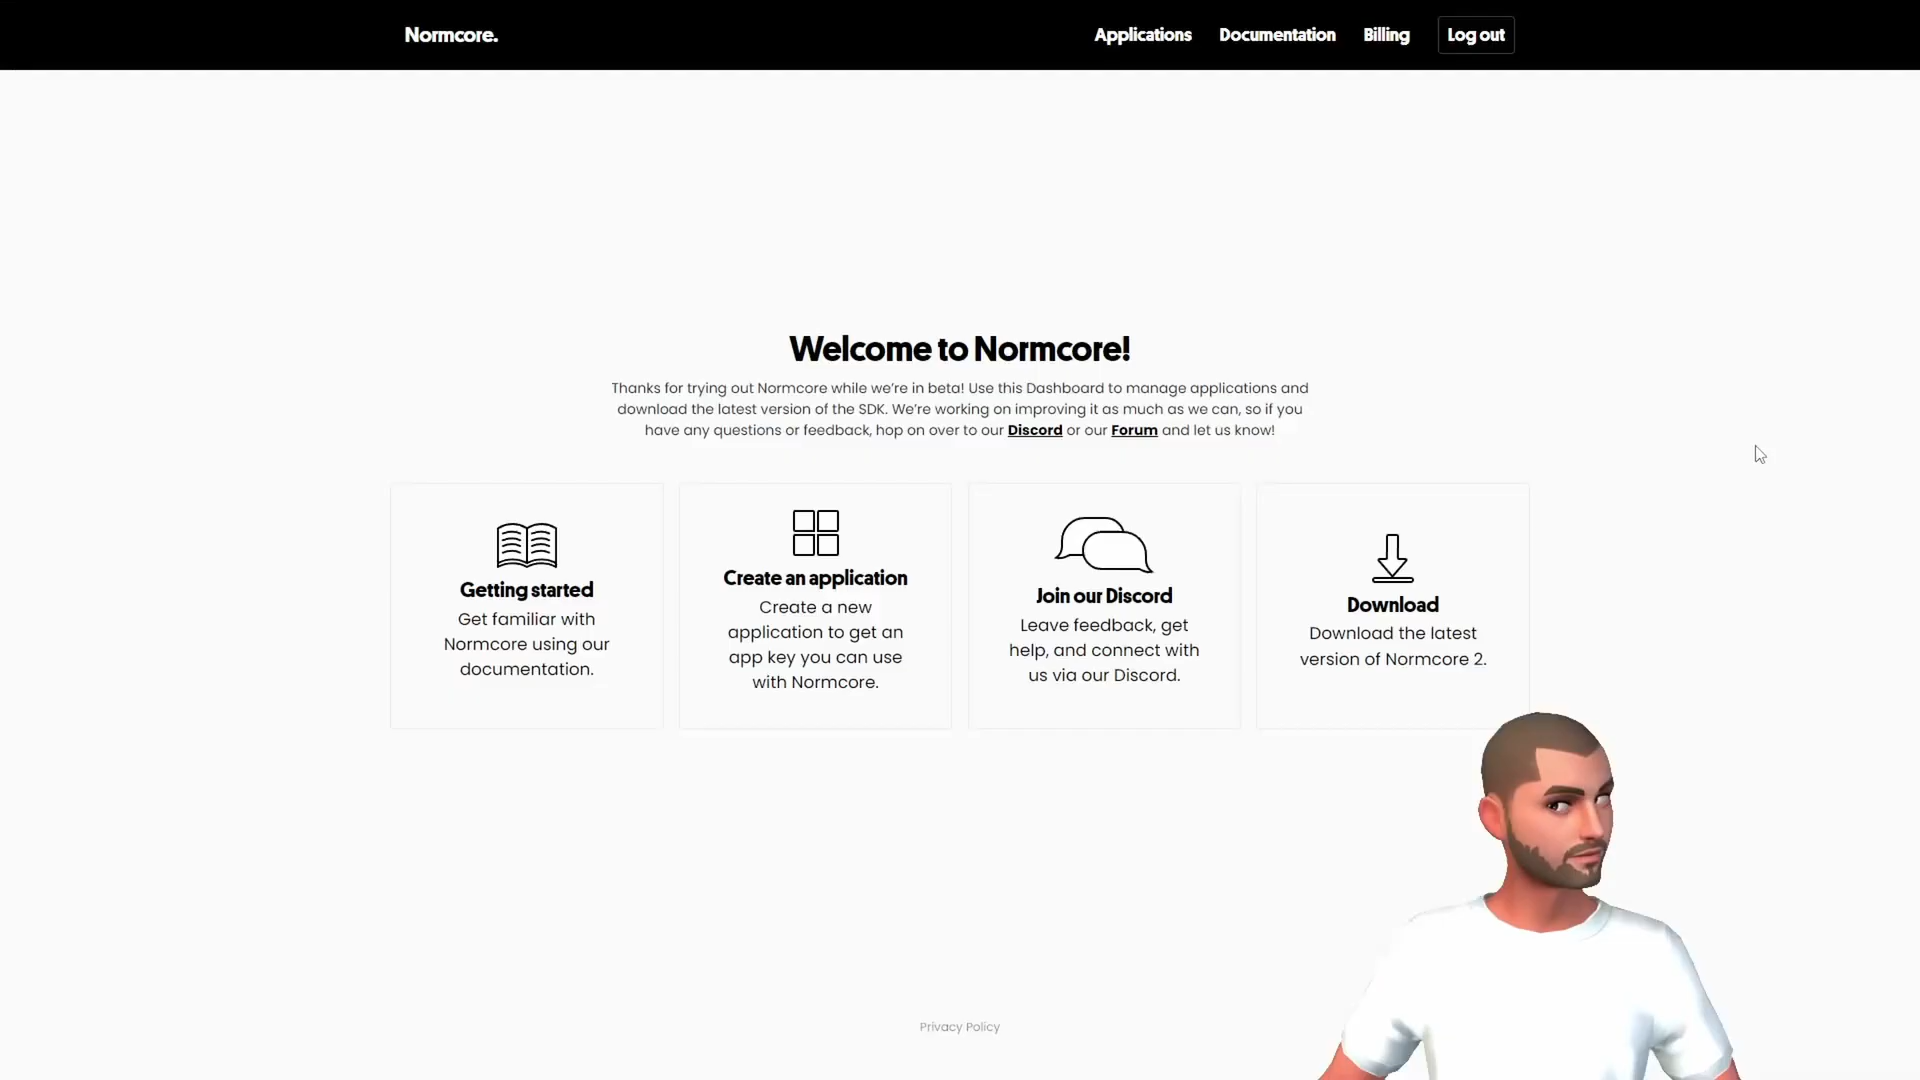 Normcore.
Applications Documentation Billing Log out
Welcome to Normcore!
Thanks for trying out Normcore while we're in beta! Use this Dashboard to manage applications and
download the latest version of the SDK. We're working on improving it as much as we can, so if you
have any questions or feedback, hop on over to our Discord or our Forum and let us know!
Getting started
Get familiar with
Normcore using our
documentation.
Create an application
Create a new
application to get an
app key you can use
with Normcore.
Join our Discord
Leave feedback, get
help, and connect with
us via our Discord.
Download
Download the latest
version of Normcore 2.
Privacy Policy